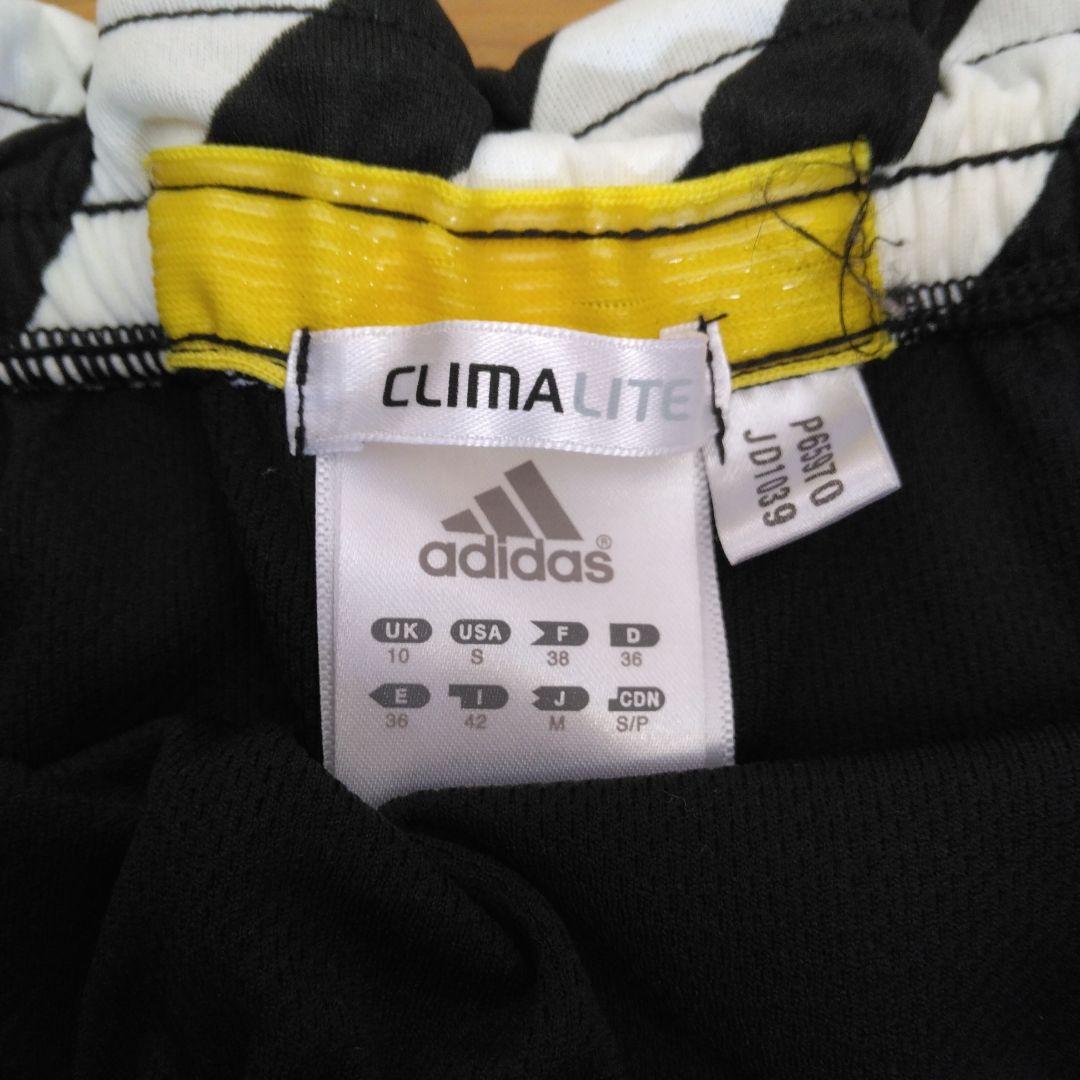 CLIMALITE
adidas®
UK USA F D
10 S 38 36
E I J CDN
36 42 M S/P
P65970
JD1039